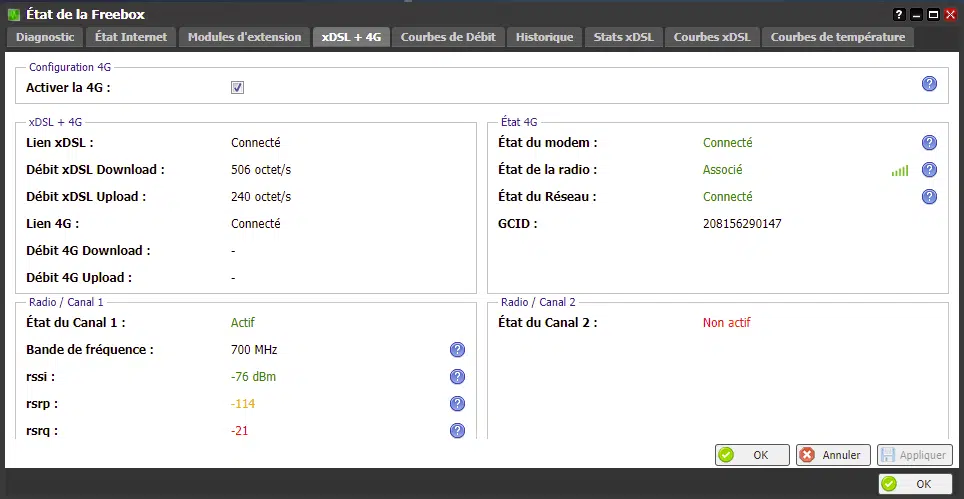 État de la Freebox
Diagnostic État Internet Modules d'extension xDSL + 4G Courbes de Débit Historique Stats xDSL Courbes xDSL Courbes de température
Configuration 4G
Activer la 4G :
xDSL + 4G
Lien xDSL : Connecté
Débit xDSL Download : 506 octet/s
Débit xDSL Upload : 240 octet/s
Lien 4G : Connecté
Débit 4G Download : -
Débit 4G Upload : -
État 4G
État du modem : Connecté
État de la radio : Associé
État du Réseau : Connecté
GCID : 208156290147
Radio / Canal 1
État du Canal 1 : Actif
Bande de fréquence : 700 MHz
rssi : -76 dBm
rsrp : -114
rsrq : -21
Radio / Canal 2
État du Canal 2 : Non actif
OK Annuler Appliquer
OK